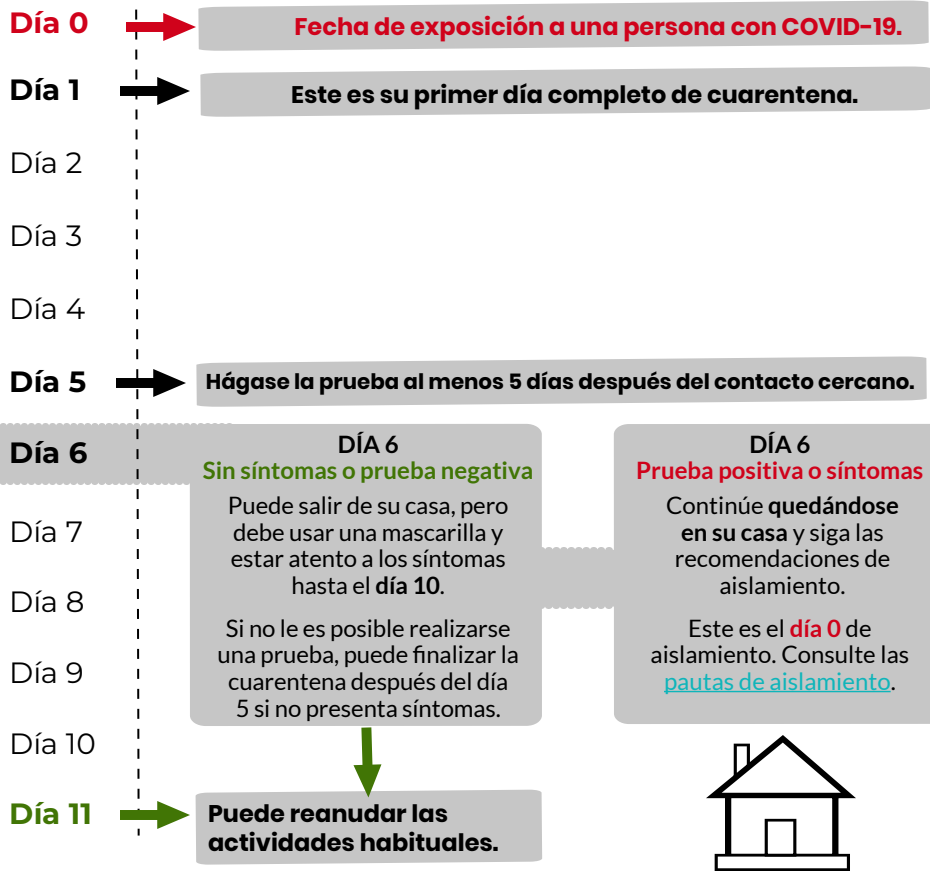 Día 0
Fecha de exposición a una persona con COVID-19.
Día 1
Este es su primer día completo de cuarentena.
Día 2
Día 3
Día 4
Día 5
Hágase la prueba al menos 5 días después del contacto cercano.
Día 6
DÍA 6
Sin síntomas o prueba negativa
Puede salir de su casa, pero
debe usar una mascarilla y
estar atento a los síntomas
hasta el día 10.
Si no le es posible realizarse
una prueba, puede finalizar la
cuarentena después del día
5 si no presenta síntomas.
DÍA 6
Prueba positiva o síntomas
Continúe quedándose
en su casa y siga las
recomendaciones de
aislamiento.
Este es el día 0 de
aislamiento. Consulte las
pautas de aislamiento.
Día 7
Día 8
Día 9
Día 10
Día 11
Puede reanudar las
actividades habituales.